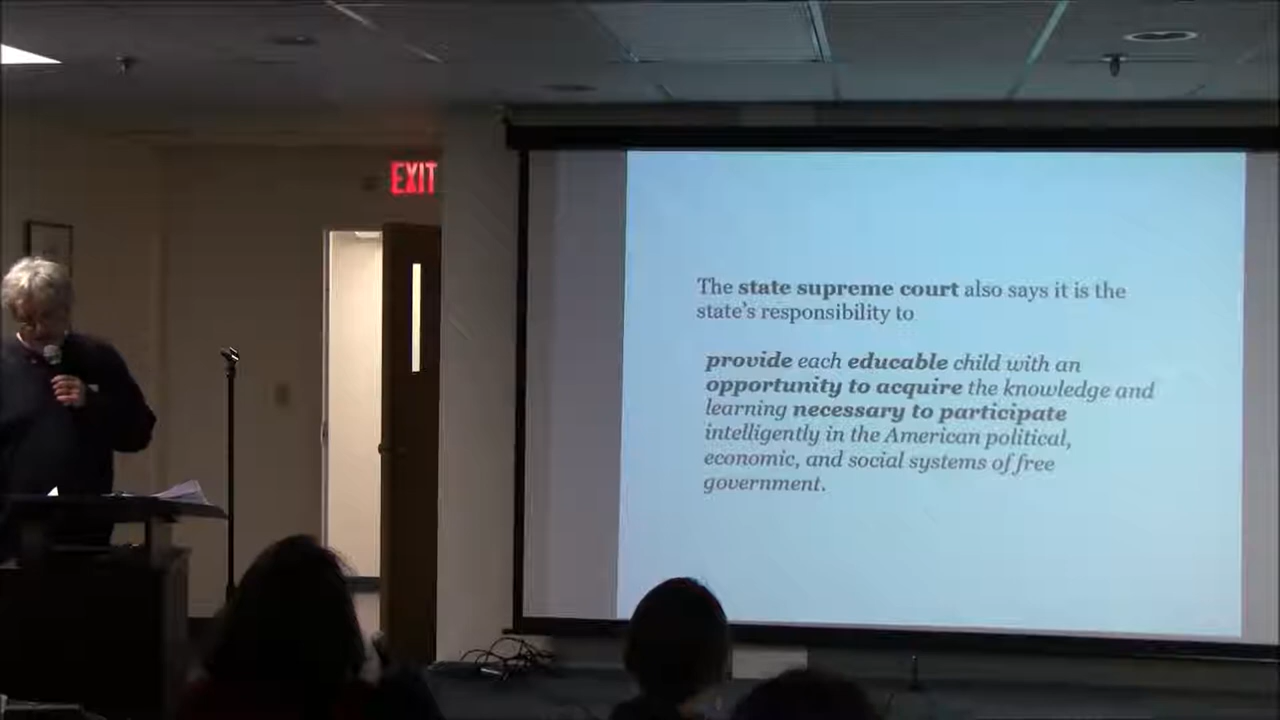 EXIT
The state supreme court also says it is the
state's responsibility to
provide each educable child with an
opportunity to acquire the knowledge and
learning necessary to participate
intelligently in the American political,
economic, and social systems of free
government.